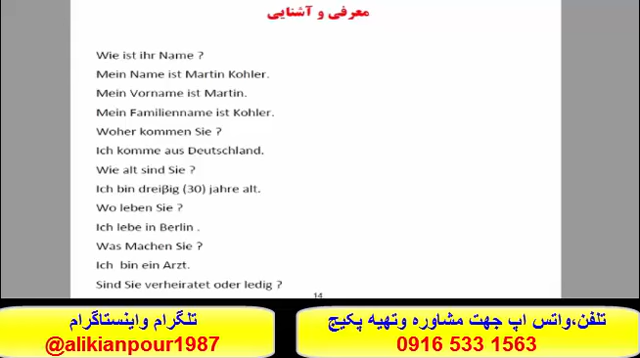 معرفی و آشنایی
Wie ist ihr Name ?
Mein Name ist Martin Kohler.
Mein Vorname ist Martin.
Mein Familienname ist Kohler.
Woher kommen Sie ?
Ich komme aus Deutschland.
Wie alt sind Sie ?
Ich bin dreiβig (30) jahre alt.
Wo leben Sie ?
Ich lebe in Berlin .
Was Machen Sie ?
Ich  bin ein Arzt.
Sind Sie verheiratet oder ledig ?
14
تلفن،واتس اپ جهت مشاوره وتهیه پکیج
0916 533 1563
تلگرام واینستاگرام
@alikianpour1987